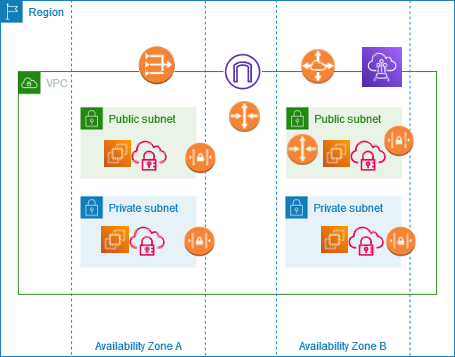 Region
VPC
Public subnet
Public subnet
Private subnet
Private subnet
Availability Zone A
Availability Zone B